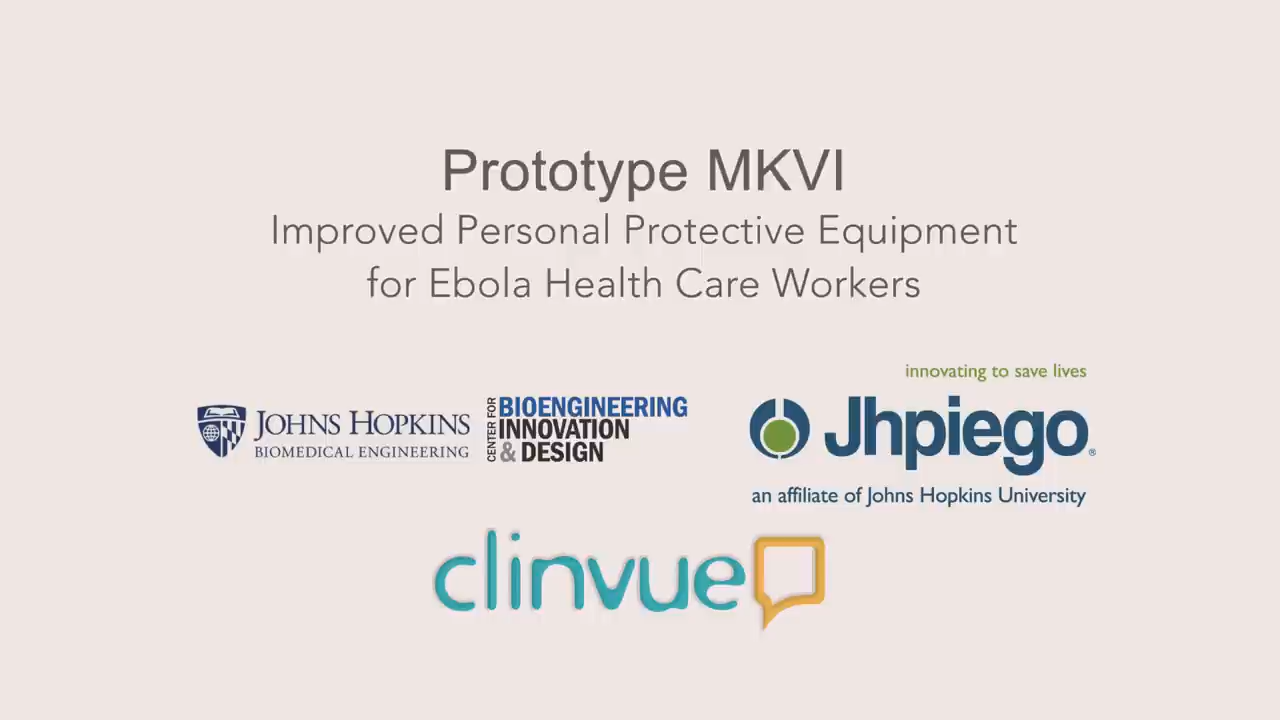 Prototype MKVI
Improved Personal Protective Equipment
for Ebola Health Care Workers
innovating to save lives
JOHNS HOPKINS
BIOMEDICAL ENGINEERING
CENTER FOR
BIOENGINEERING
INNOVATION
& DESIGN
Jhpiego®
an affiliate of Johns Hopkins University
clinvue